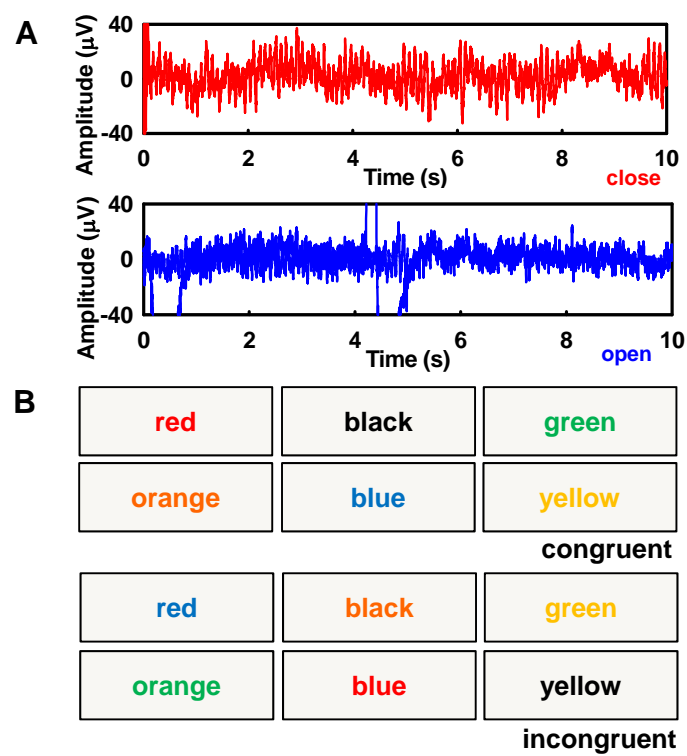 A
Amplitude (μV)
40
0
-40
0 2 4 6 8 10
Time (s)
close
Amplitude (μV)
40
0
-40
0 2 4 6 8 10
Time (s)
open
B
red black green
orange blue yellow
congruent
red black green
orange blue yellow
incongruent